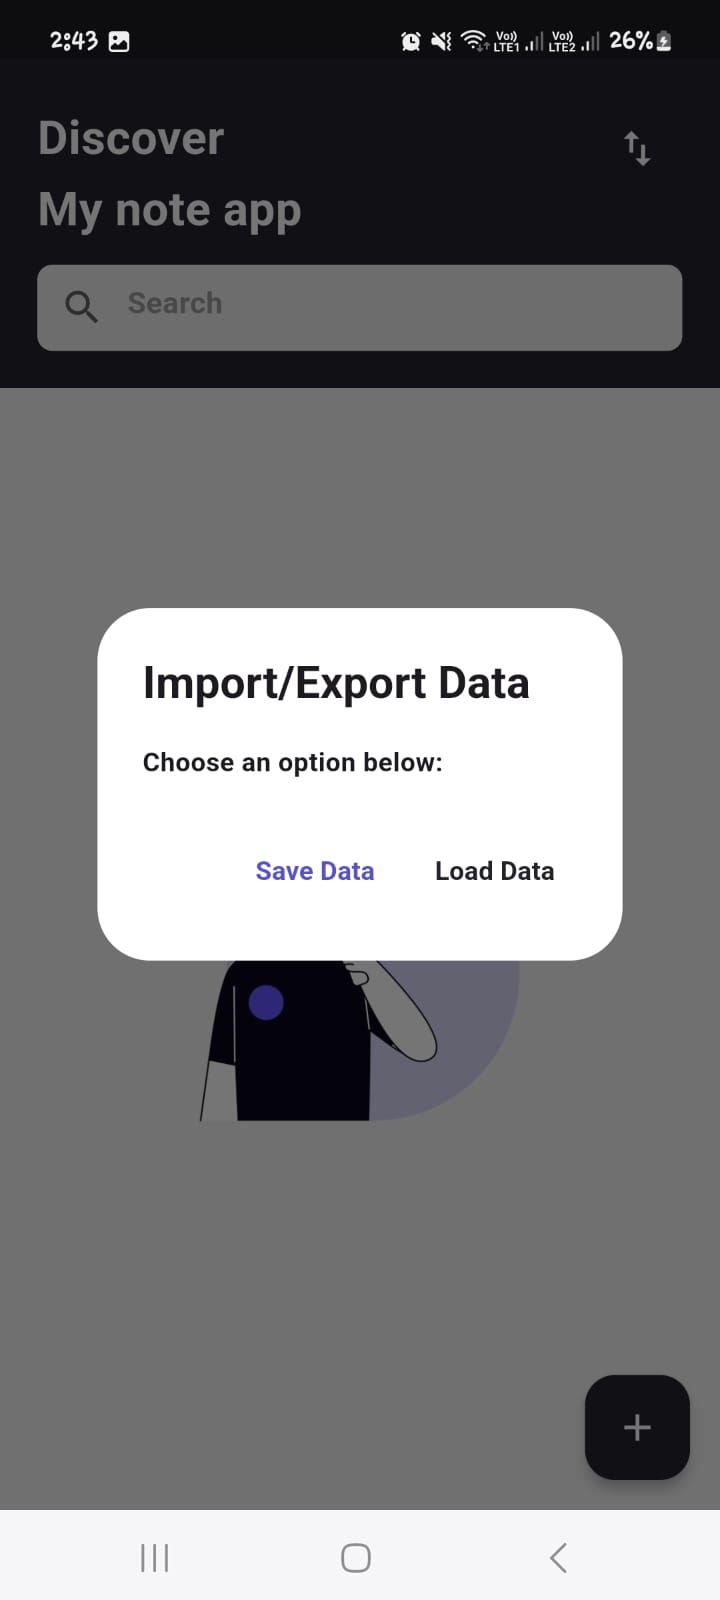 2:43
Vo)) LTE1 Vo)) LTE2 26%
Discover
My note app
Search
Import/Export Data
Choose an option below:
Save Data Load Data